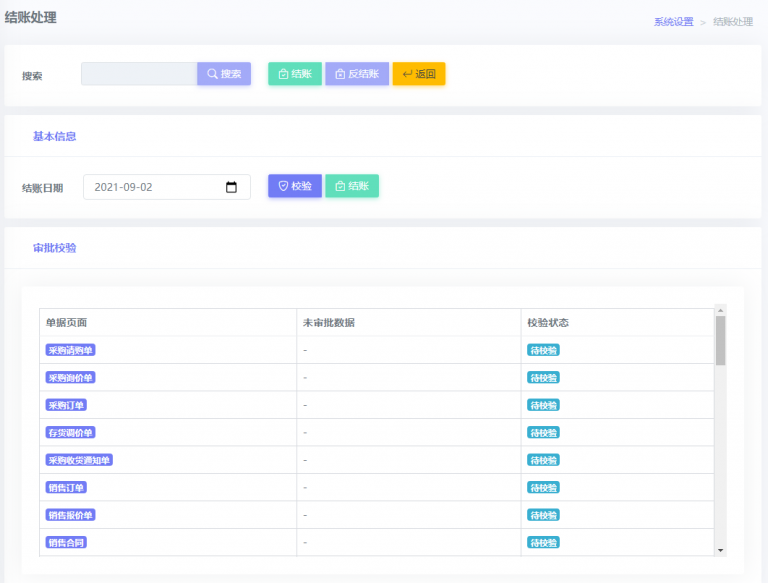 结账处理
系统设置 > 结账处理
搜索 搜索 结账 反结账 返回
基本信息
结账日期 2021-09-02 校验 结账
审批校验
单据页面 未审批数据 校验状态
采购请购单 - 待校验
采购询价单 - 待校验
采购订单 - 待校验
存货调价单 - 待校验
采购收货通知单 - 待校验
销售订单 - 待校验
销售报价单 - 待校验
销售合同 - 待校验